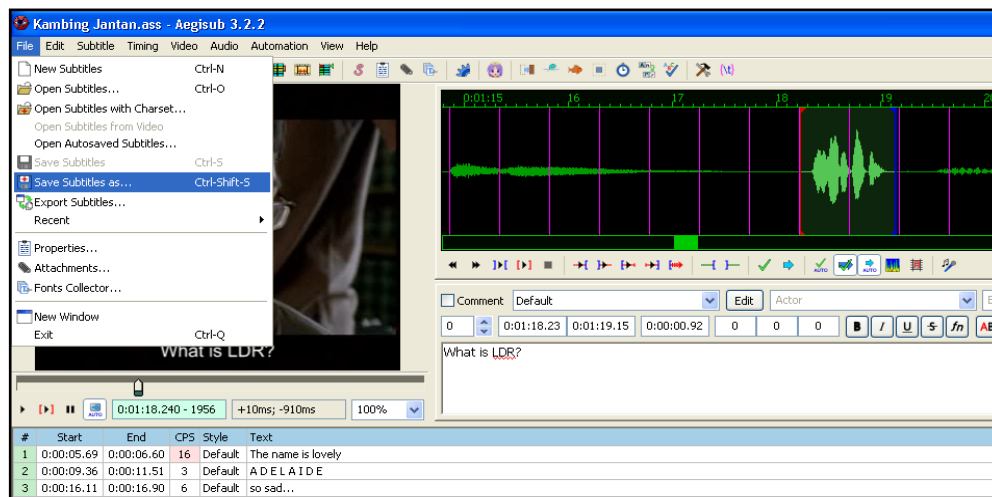 Kambing Jantan.ass - Aegisub 3.2.2
File Edit Subtitle Timing Video Audio Automation View Help
New Subtitles Ctrl-N
Open Subtitles... Ctrl-O
Open Subtitles with Charset...
Open Subtitles from Video
Open Autosaved Subtitles...
Save Subtitles Ctrl-S
Save Subtitles as... Ctrl-Shift-S
Export Subtitles...
Recent
Properties...
Attachments...
Fonts Collector...
New Window
Exit Ctrl-Q
0:01:15 16 17 18 19
AUTO AUTO
Comment Default Edit Actor
0 0:01:18.23 0:01:19.15 0:00:00.92 0 0 0 B I U S fn AB
What is LDR?
What is LDR?
AUTO 0:01:18.240 - 1956 +10ms; -910ms 100%
# Start End CPS Style Text
1 0:00:05.69 0:00:06.60 16 Default The name is lovely
2 0:00:09.36 0:00:11.51 3 Default A D E L A I D E
3 0:00:16.11 0:00:16.90 6 Default so sad...